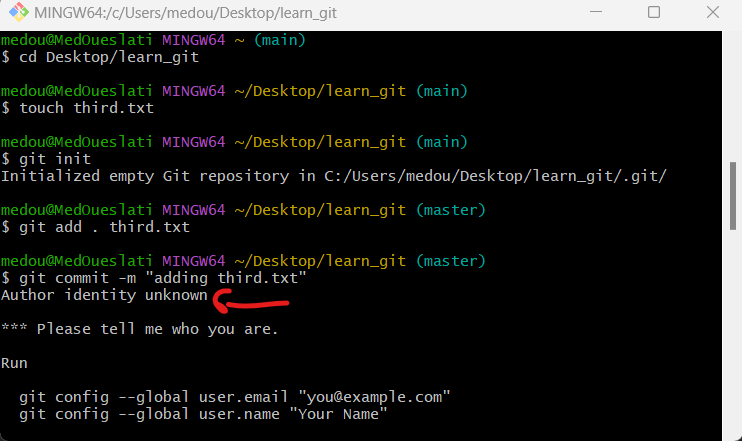 MINGW64:/c/Users/medou/Desktop/learn_git
medou@MedOueslati MINGW64 ~ (main)
$ cd Desktop/learn_git
medou@MedOueslati MINGW64 ~/Desktop/learn_git (main)
$ touch third.txt
medou@MedOueslati MINGW64 ~/Desktop/learn_git (main)
$ git init
Initialized empty Git repository in C:/Users/medou/Desktop/learn_git/.git/
medou@MedOueslati MINGW64 ~/Desktop/learn_git (master)
$ git add . third.txt
medou@MedOueslati MINGW64 ~/Desktop/learn_git (master)
$ git commit -m "adding third.txt"
Author identity unknown
*** Please tell me who you are.
Run
  git config --global user.email "you@example.com"
  git config --global user.name "Your Name"